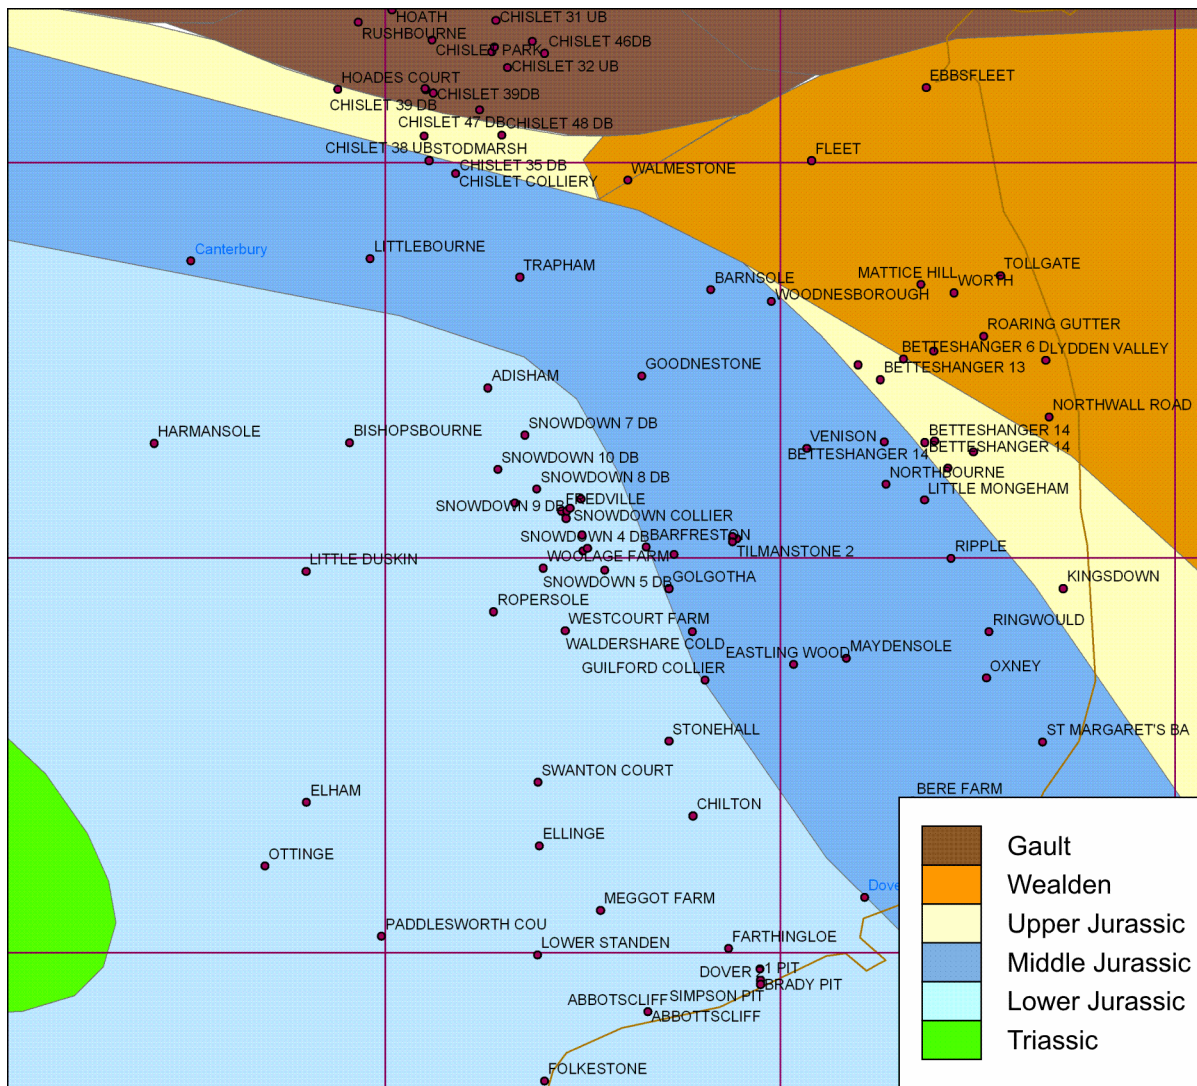 HOATH
CHISLET 31 UB
RUSHBOURNE
CHISLET PARK
CHISLET 46DB
CHISLET 32 UB
HOADES COURT
EBBSFLEET
CHISLET 39 DB
CHISLET 39DB
CHISLET 47 DB
CHISLET 48 DB
CHISLET 38 UB
STODMARSH
FLEET
CHISLET 35 DB
CHISLET COLLIERY
WALMESTONE
Canterbury
LITTLEBOURNE
TRAPHAM
BARNSOLE
WOODNESBOROUGH
MATTICE HILL
WORTH
TOLLGATE
ROARING GUTTER
BETTESHANGER 6 D
LYDDEN VALLEY
BETTESHANGER 13
GOODNESTONE
ADISHAM
NORTHWALL ROAD
HARMANSOLE
BISHOPSBOURNE
SNOWDOWN 7 DB
VENISON
BETTESHANGER 14
BETTESHANGER 14
BETTESHANGER 14
SNOWDOWN 10 DB
NORTHBOURNE
SNOWDOWN 8 DB
LITTLE MONGEHAM
SNOWDOWN 9 DB
FREDVILLE
SNOWDOWN COLLIER
SNOWDOWN 4 DB
BARFRESTON
TILMANSTONE 2
RIPPLE
LITTLE DUSKIN
WOOLAGE FARM
SNOWDOWN 5 DB
GOLGOTHA
KINGSDOWN
ROPERSOLE
WESTCOURT FARM
RINGWOULD
WALDERSHARE COLD
EASTLING WOOD
MAYDENSOLE
GUILFORD COLLIER
OXNEY
STONEHALL
ST MARGARET'S BA
SWANTON COURT
ELHAM
BERE FARM
CHILTON
ELLINGE
OTTINGE
Dove
MEGGOT FARM
PADDLESWORTH COU
LOWER STANDEN
FARTHINGLOE
DOVER
1 PIT
BRADY PIT
SIMPSON PIT
ABBOTSCLIFF
ABBOTTSCLIFF
FOLKESTONE
Gault
Wealden
Upper Jurassic
Middle Jurassic
Lower Jurassic
Triassic